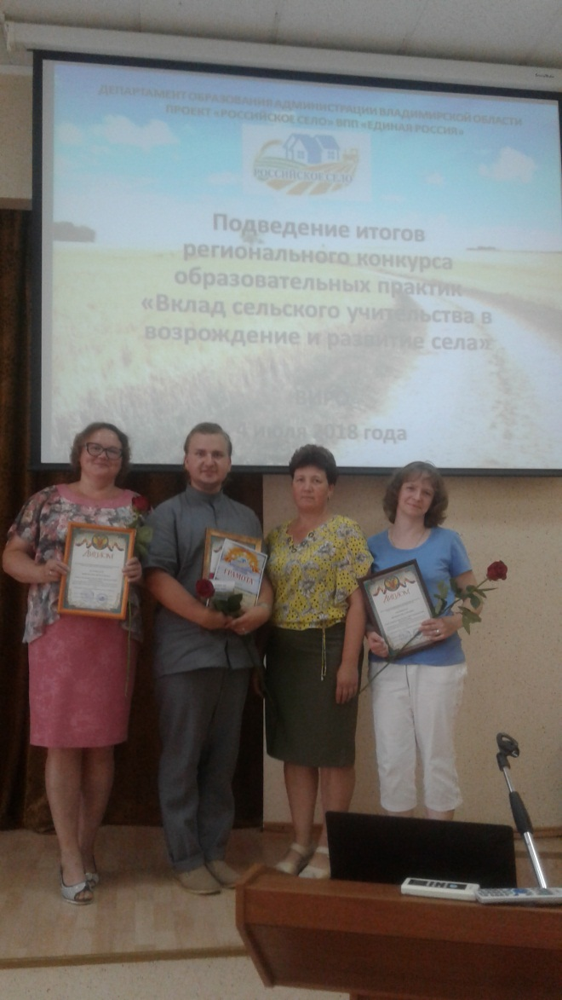 ДЕПАРТАМЕНТ ОБРАЗОВАНИЯ АДМИНИСТРАЦИИ ВЛАДИМИРСКОЙ ОБЛАСТИ
ПРОЕКТ «РОССИЙСКОЕ СЕЛО» ВПП «ЕДИНАЯ РОССИЯ»
РОССИЙСКОЕ СЕЛО
Подведение итогов
регионального конкурса
образовательных практик
«Вклад сельского учительства в
возрождение и развитие села»
ВИРО
4 июля 2018 года
ДИПЛОМ
ГРАМОТА
ДИПЛОМ